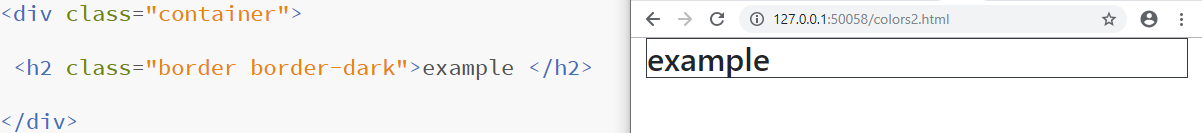 <div class="container">
<h2 class="border border-dark">example </h2>
</div>
127.0.0.1:50058/colors2.html
example